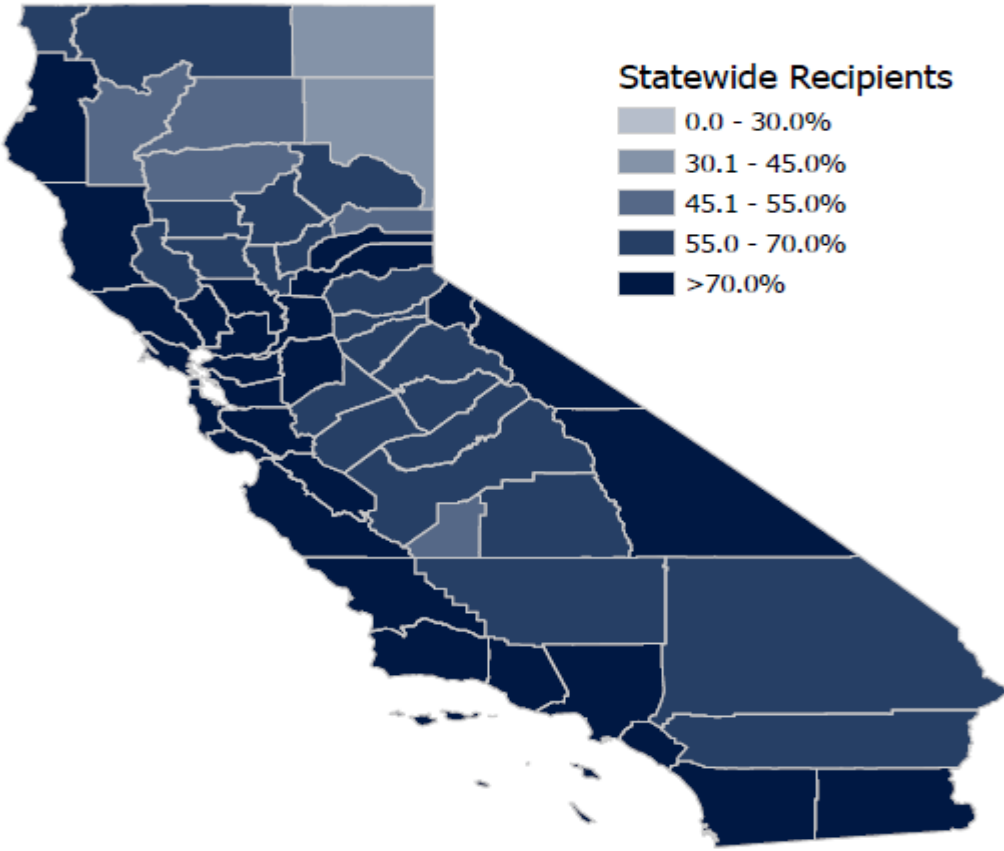 Statewide Recipients
0.0 - 30.0%
30.1 - 45.0%
45.1 - 55.0%
55.0 - 70.0%
>70.0%